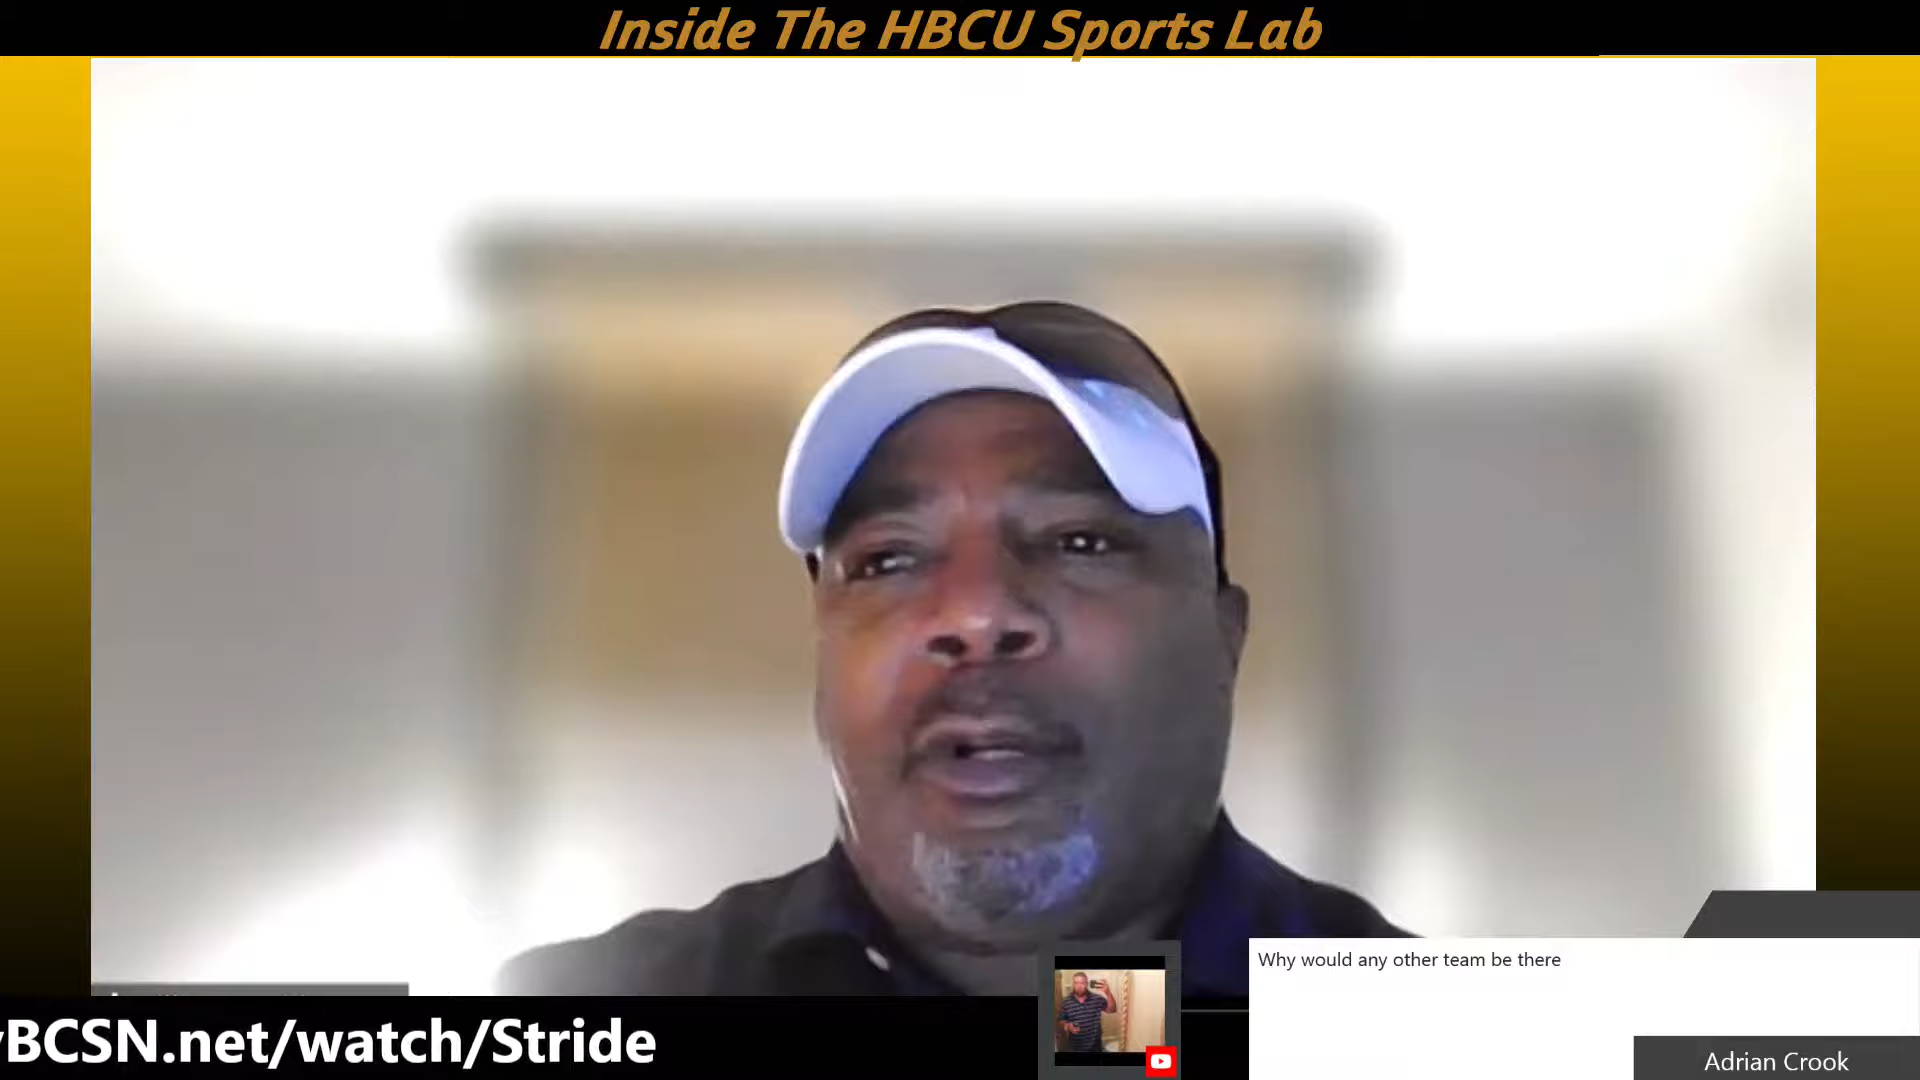 Inside The HBCU Sports Lab
Why would any other team be there
BCSN.net/watch/Stride
Adrian Crook